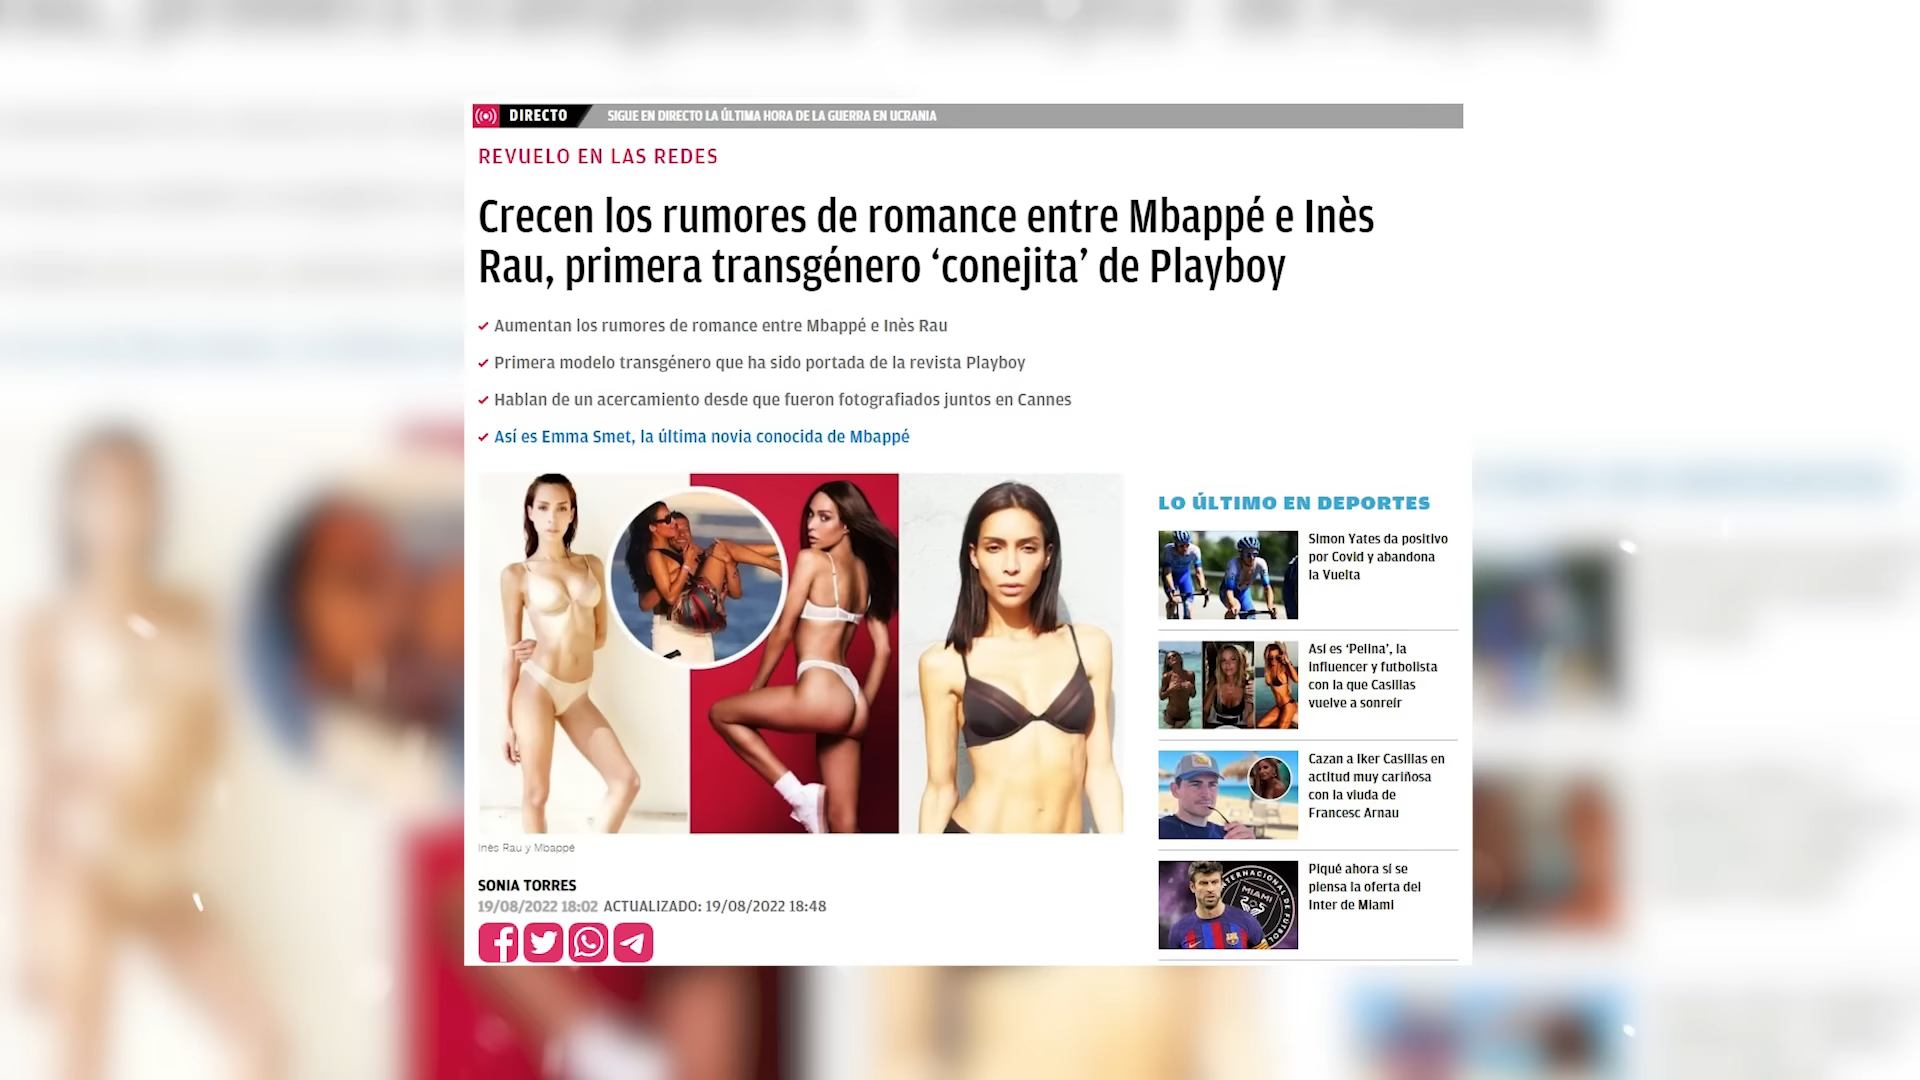 DIRECTO
SIGUE EN DIRECTO LA ÚLTIMA HORA DE LA GUERRA EN UCRANIA
REVUELO EN LAS REDES
Crecen los rumores de romance entre Mbappé e Inès
Rau, primera transgénero ‘conejita’ de Playboy
Aumentan los rumores de romance entre Mbappé e Inès Rau
Primera modelo transgénero que ha sido portada de la revista Playboy
Hablan de un acercamiento desde que fueron fotografiados juntos en Cannes
Así es Emma Smet, la última novia conocida de Mbappé
Inès Rau y Mbappé
SONIA TORRES
19/08/2022 18:02 ACTUALIZADO: 19/08/2022 18:48
LO ÚLTIMO EN DEPORTES
Simon Yates da positivo
por Covid y abandona
la Vuelta
Así es ‘Pelina’, la
influencer y futbolista
con la que Casillas
vuelve a sonreír
Cazan a Iker Casillas en
actitud muy cariñosa
con la viuda de
Francesc Arnau
Piqué ahora sí se
piensa la oferta del
Inter de Miami
MIAMI